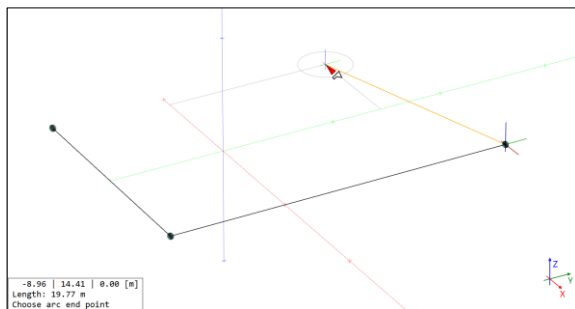 -8.96 | 14.41 | 0.00 [m]
Length: 19.77 m
Choose arc end point
Z
Y
X